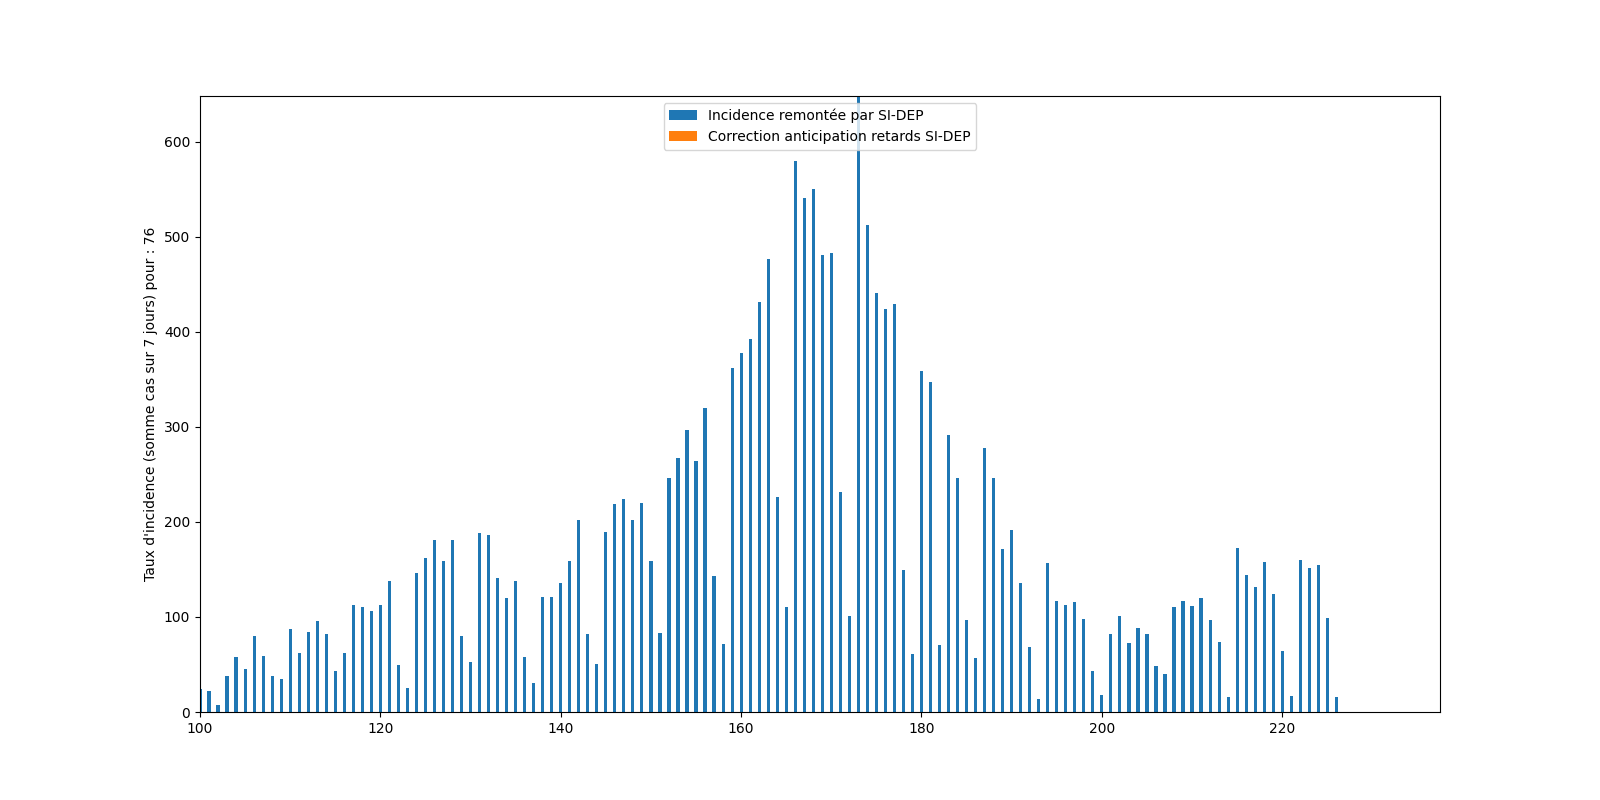 Incidence remontée par SI-DEP
Correction anticipation retards SI-DEP
Taux d'incidence (somme cas sur 7 jours) pour : 76
600
500
400
300
200
100
0
100 120 140 160 180 200 220